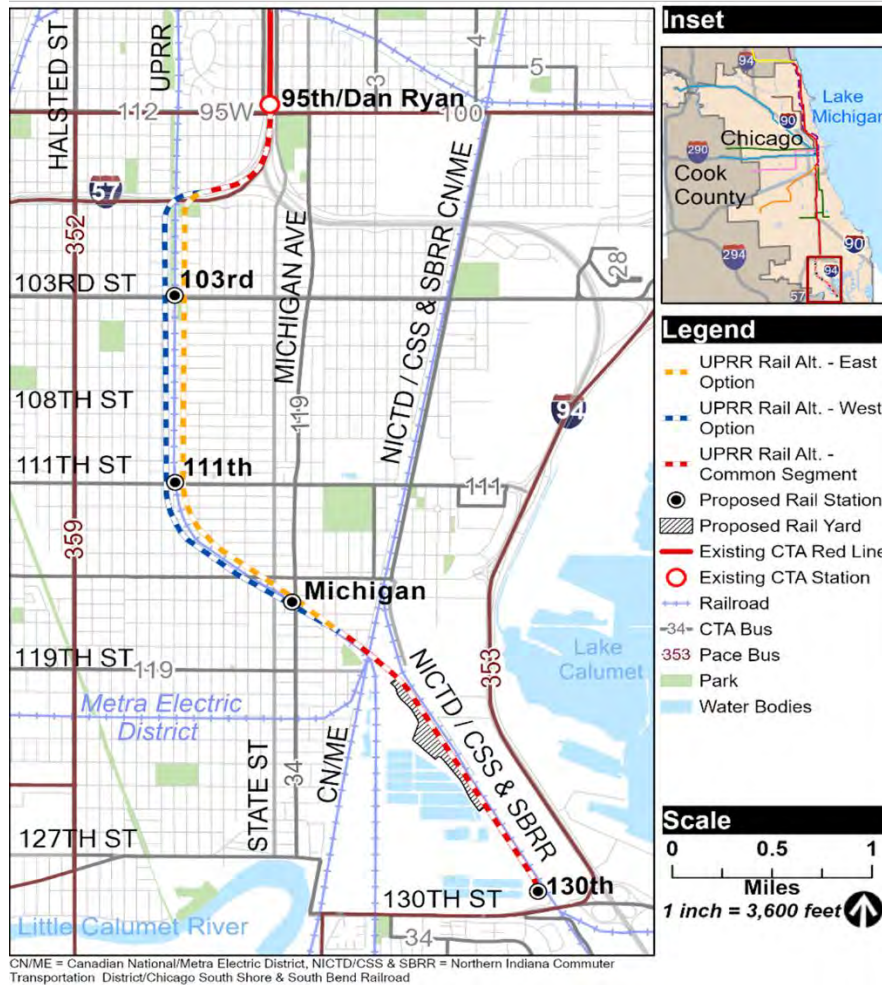 HALSTED ST
UPRR
4
3
5
95th/Dan Ryan
112
95W
100
57
352
MICHIGAN AVE
NICTD / CSS & SBRR CN/ME
28
103RD ST
103rd
108TH ST
119
94
111TH ST
111th
111
359
Michigan
353
Lake
Calumet
119TH ST
119
NICTD / CSS & SBRR
Metra Electric
District
STATE ST
34
CN/ME
127TH ST
130TH ST
130th
Little Calumet River
34
Inset
94
Lake
Michigan
90
Chicago
290
Cook
County
90
294
94
57
Legend
UPRR Rail Alt. - East
Option
UPRR Rail Alt. - West
Option
UPRR Rail Alt. -
Common Segment
Proposed Rail Station
Proposed Rail Yard
Existing CTA Red Line
Existing CTA Station
Railroad
34 CTA Bus
353 Pace Bus
Park
Water Bodies
Scale
0 0.5 1
Miles
1 inch = 3,600 feet
CN/ME = Canadian National/Metra Electric District, NICTD/CSS & SBRR = Northern Indiana Commuter
Transportation District/Chicago South Shore & South Bend Railroad